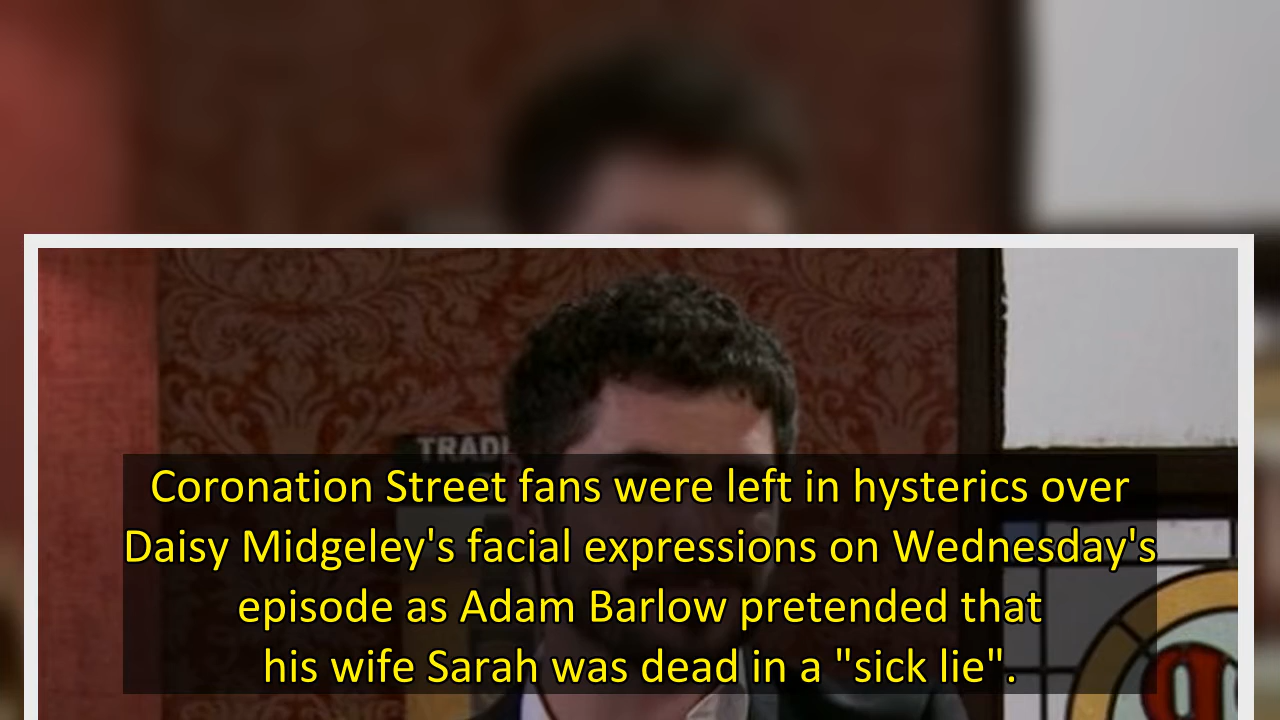 TRADI
Coronation Street fans were left in hysterics over
Daisy Midgeley's facial expressions on Wednesday's
episode as Adam Barlow pretended that
his wife Sarah was dead in a "sick lie".